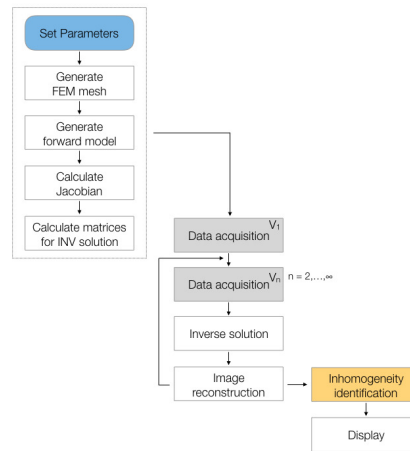 Set Parameters
Generate
FEM mesh
Generate
forward model
Calculate
Jacobian
Calculate matrices
for INV solution
V1
Data acquisition
Vn
Data acquisition
n = 2,...,∞
Inverse solution
Image
reconstruction
Inhomogeneity
identification
Display